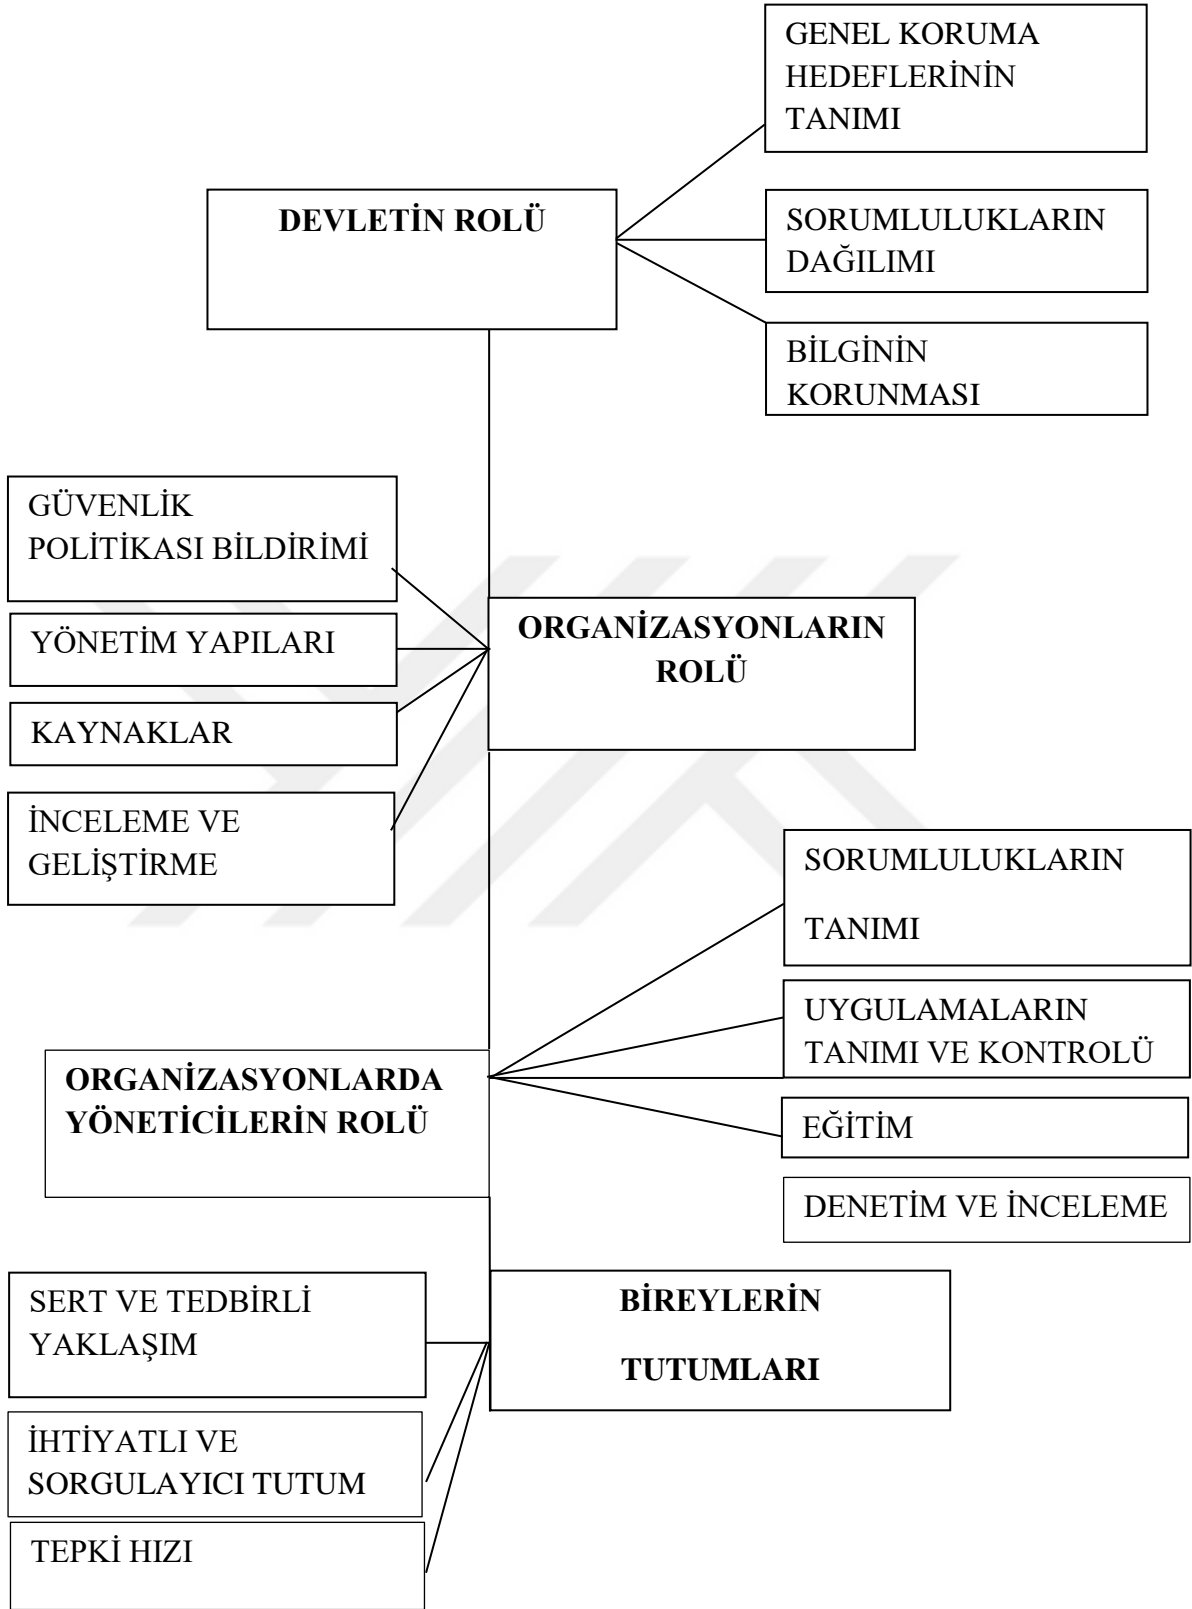 GENEL KORUMA
HEDEFLERİNİN
TANIMI
DEVLETİN ROLÜ
SORUMLULUKLARIN
DAĞILIMI
BİLGİNİN
KORUNMASI
GÜVENLİK
POLİTİKASI BİLDİRİMİ
YÖNETİM YAPILARI
KAYNAKLAR
İNCELEME VE
GELİŞTİRME
ORGANİZASYONLARIN
ROLÜ
SORUMLULUKLARIN
TANIMI
UYGULAMALARIN
TANIMI VE KONTROLÜ
EĞİTİM
DENETİM VE İNCELEME
ORGANİZASYONLARDA
YÖNETİCİLERİN ROLÜ
SERT VE TEDBİRLİ
YAKLAŞIM
İHTİYATLI VE
SORGULAYICI TUTUM
TEPKİ HIZI
BİREYLERİN
TUTUMLARI